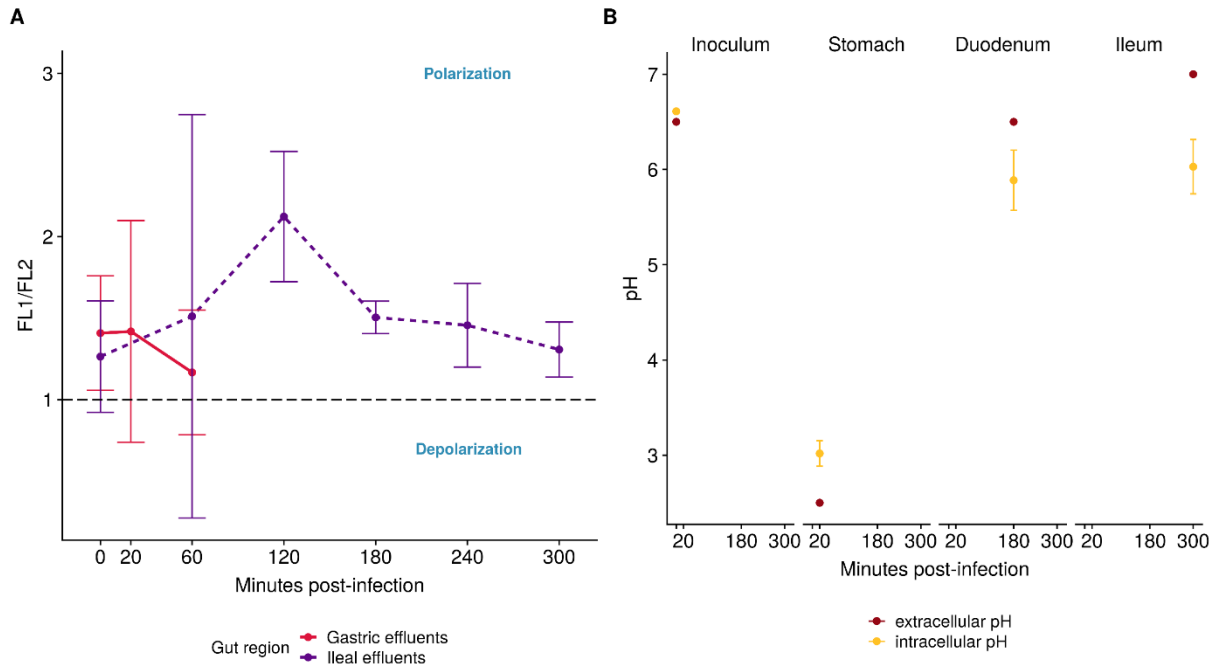 A
3
2
1
FL1/FL2
Polarization
Depolarization
0 20 60 120 180 240 300
Minutes post-infection
Gut region
Gastric effluents
Ileal effluents
B
Inoculum Stomach Duodenum Ileum
7
6
5
4
3
pH
20 180 300 20 180 300 20 180 300 20 180 300
Minutes post-infection
extracellular pH
intracellular pH